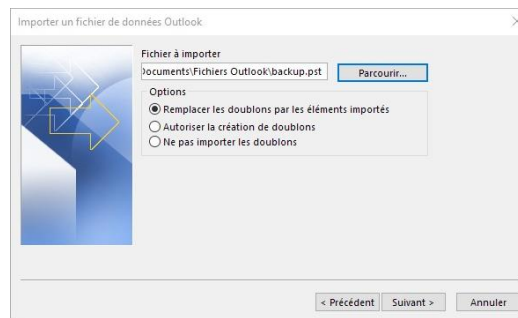 Importer un fichier de données Outlook
Fichier à importer
Documents\Fichiers Outlook\backup.pst
Parcourir...
Options
Remplacer les doublons par les éléments importés
Autoriser la création de doublons
Ne pas importer les doublons
< Précédent
Suivant >
Annuler